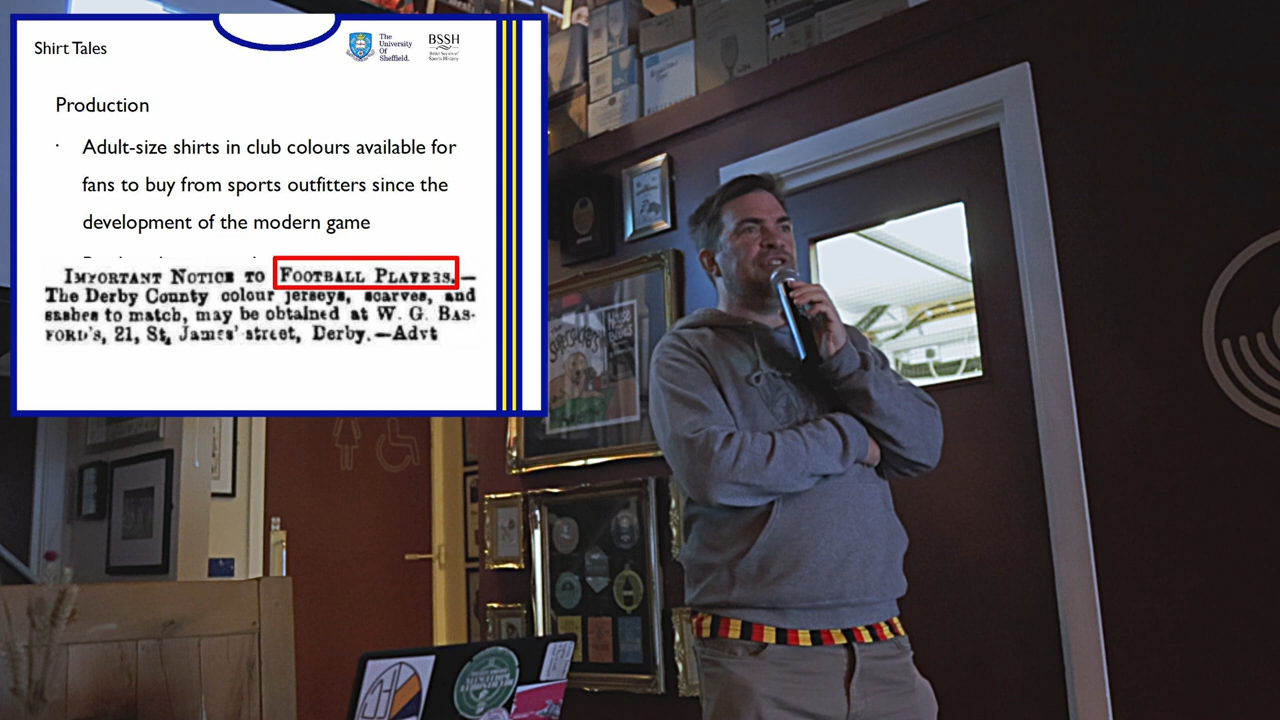 Shirt Tales
The
University
Of
Sheffield.
BSSH
Production
· Adult-size shirts in club colours available for
fans to buy from sports outfitters since the
development of the modern game
IMPORTANT NOTICE TO FOOTBALL PLAYERS.—
The Derby County colour jerseys, scarves, and
sashes to match, may be obtained at W. G. BAS-
FORD's, 21, St, James' street, Derby.—Advt
HOUSE
BLUES